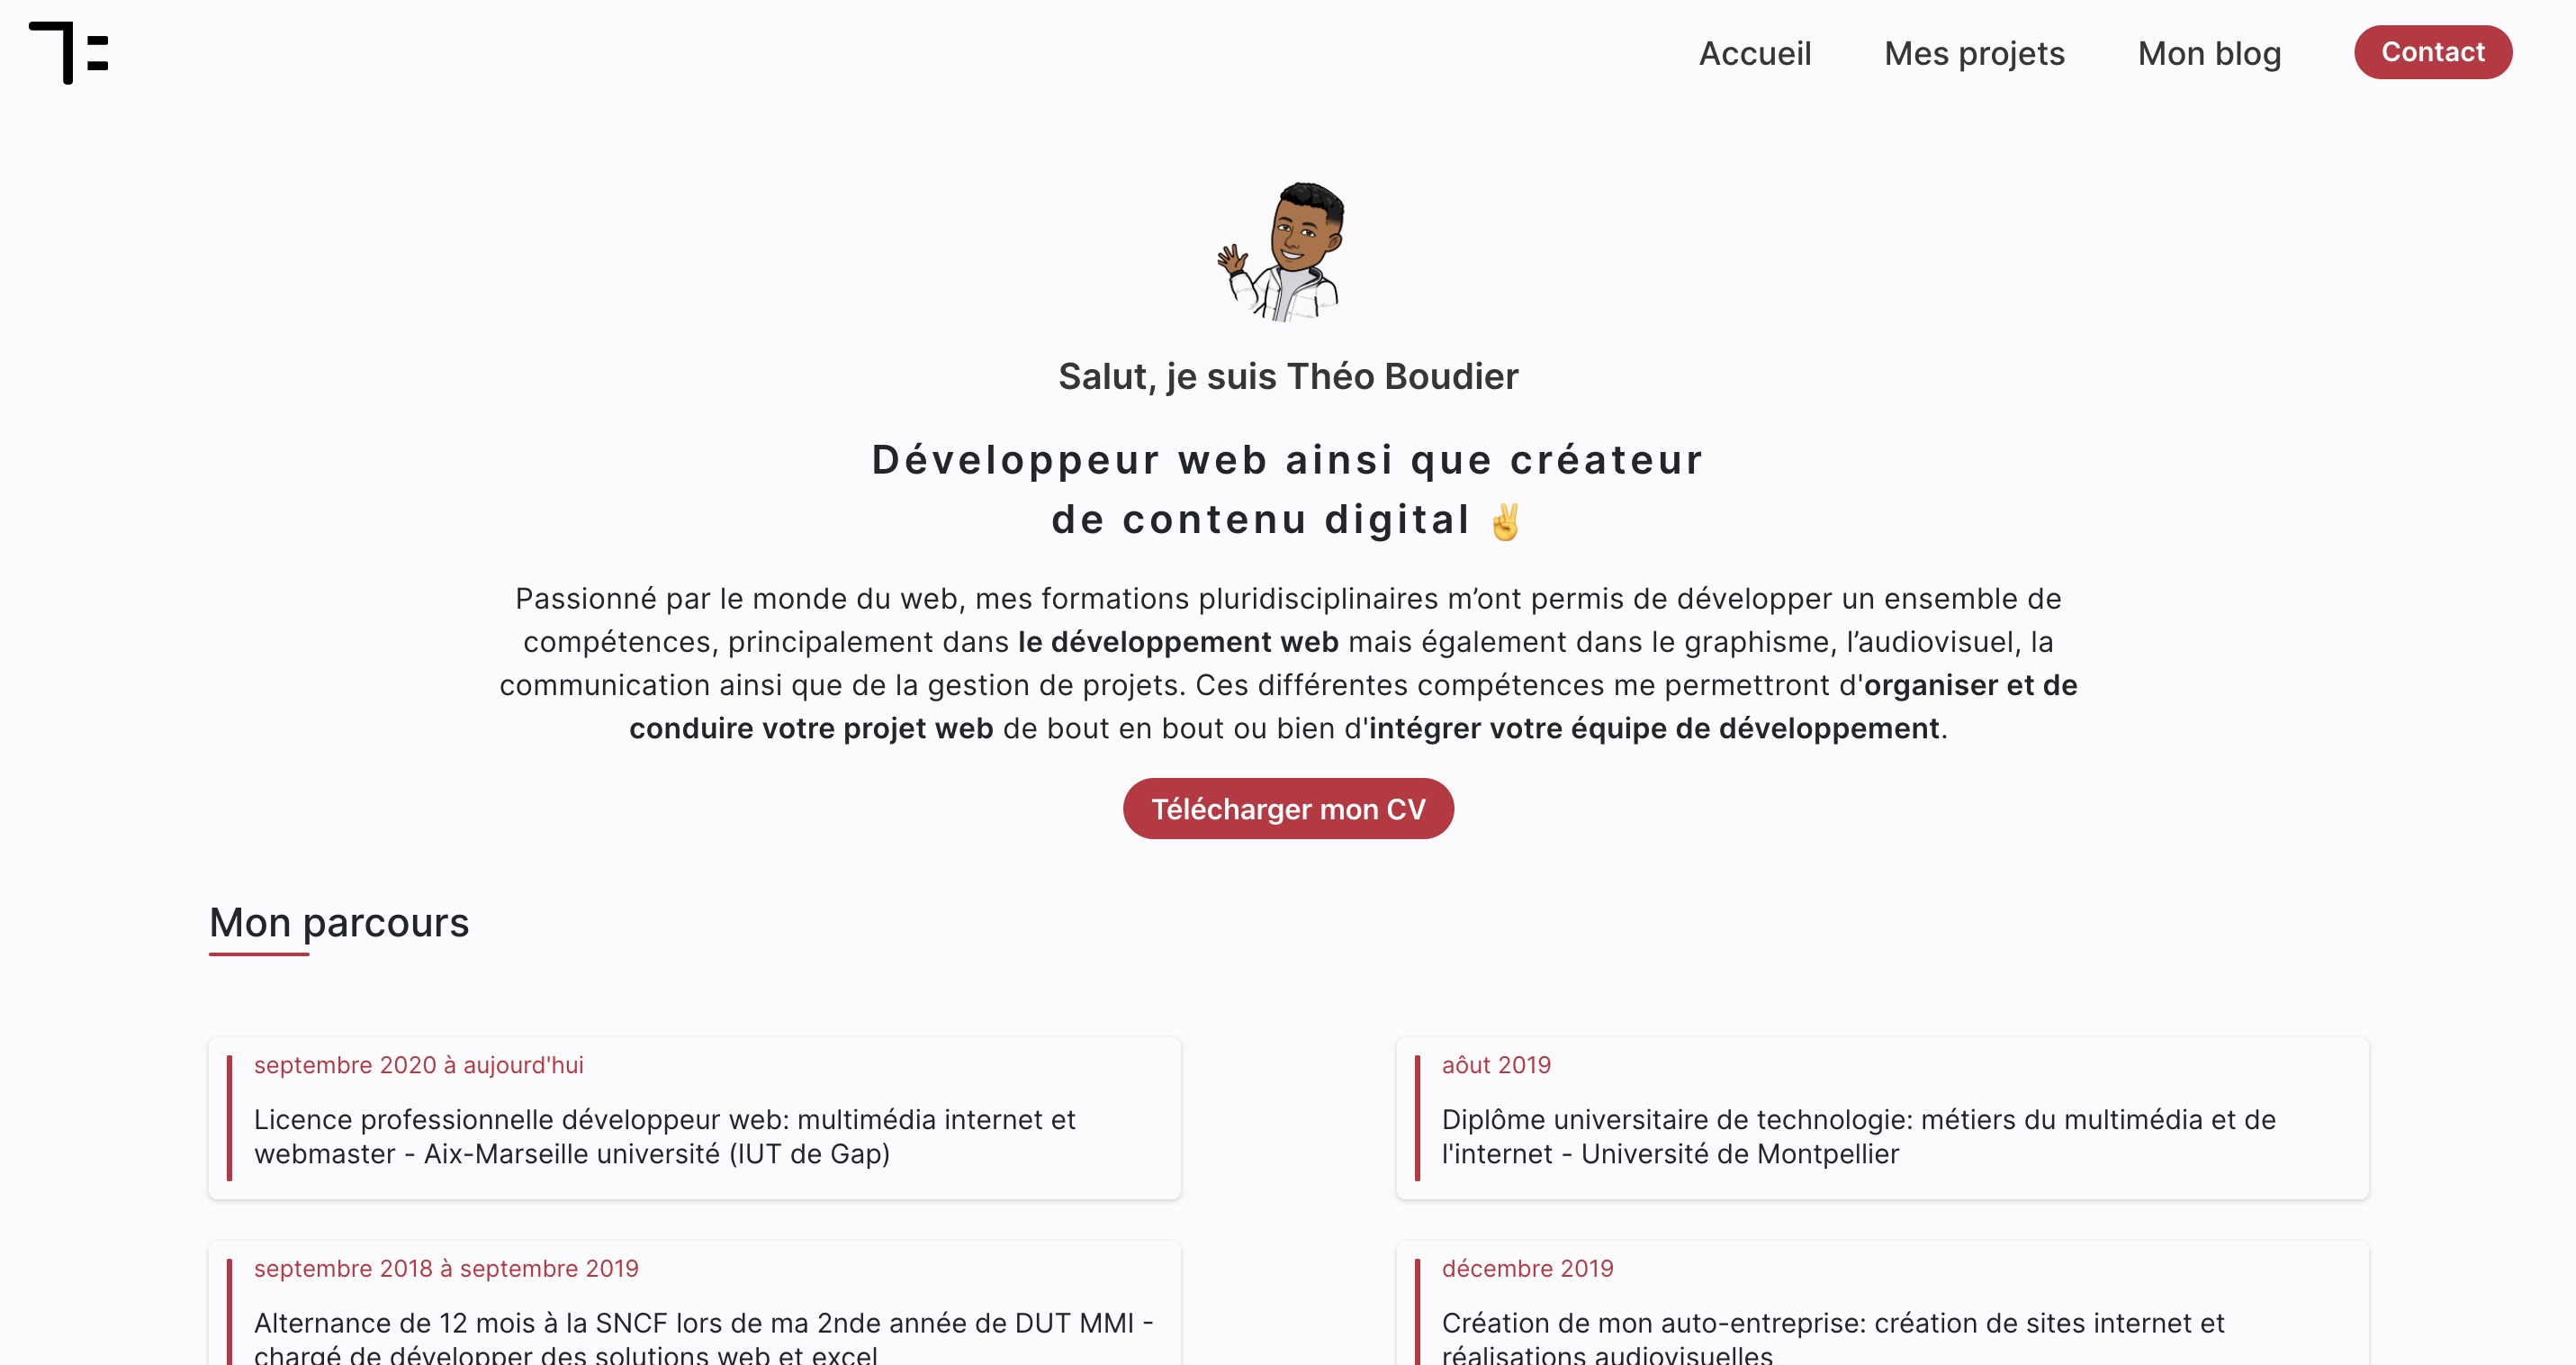 Accueil
Mes projets
Mon blog
Contact
Salut, je suis Théo Boudier
Développeur web ainsi que créateur
de contenu digital ✌️
Passionné par le monde du web, mes formations pluridisciplinaires m’ont permis de développer un ensemble de
compétences, principalement dans le développement web mais également dans le graphisme, l’audiovisuel, la
communication ainsi que de la gestion de projets. Ces différentes compétences me permettront d'organiser et de
conduire votre projet web de bout en bout ou bien d'intégrer votre équipe de développement.
Télécharger mon CV
Mon parcours
septembre 2020 à aujourd'hui
Licence professionnelle développeur web: multimédia internet et
webmaster - Aix-Marseille université (IUT de Gap)
aôut 2019
Diplôme universitaire de technologie: métiers du multimédia et de
l'internet - Université de Montpellier
septembre 2018 à septembre 2019
Alternance de 12 mois à la SNCF lors de ma 2nde année de DUT MMI -
chargé de développer des solutions web et excel
décembre 2019
Création de mon auto-entreprise: création de sites internet et
réalisations audiovisuelles